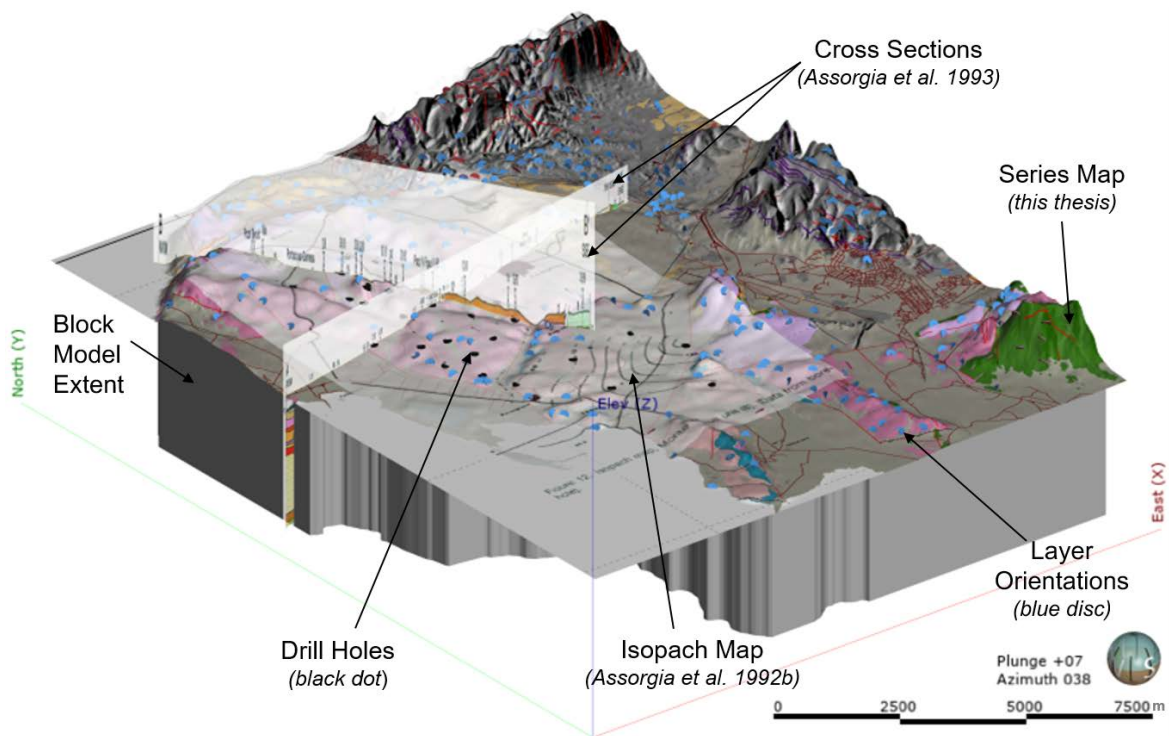 Cross Sections
(Assorgia et al. 1993)
Series Map
(this thesis)
Block
Model
Extent
North (Y)
Elev (Z)
East (X)
Layer
Orientations
(blue disc)
Drill Holes
(black dot)
Isopach Map
(Assorgia et al. 1992b)
Plunge +07
Azimuth 038
S
0 2500 5000 7500 m